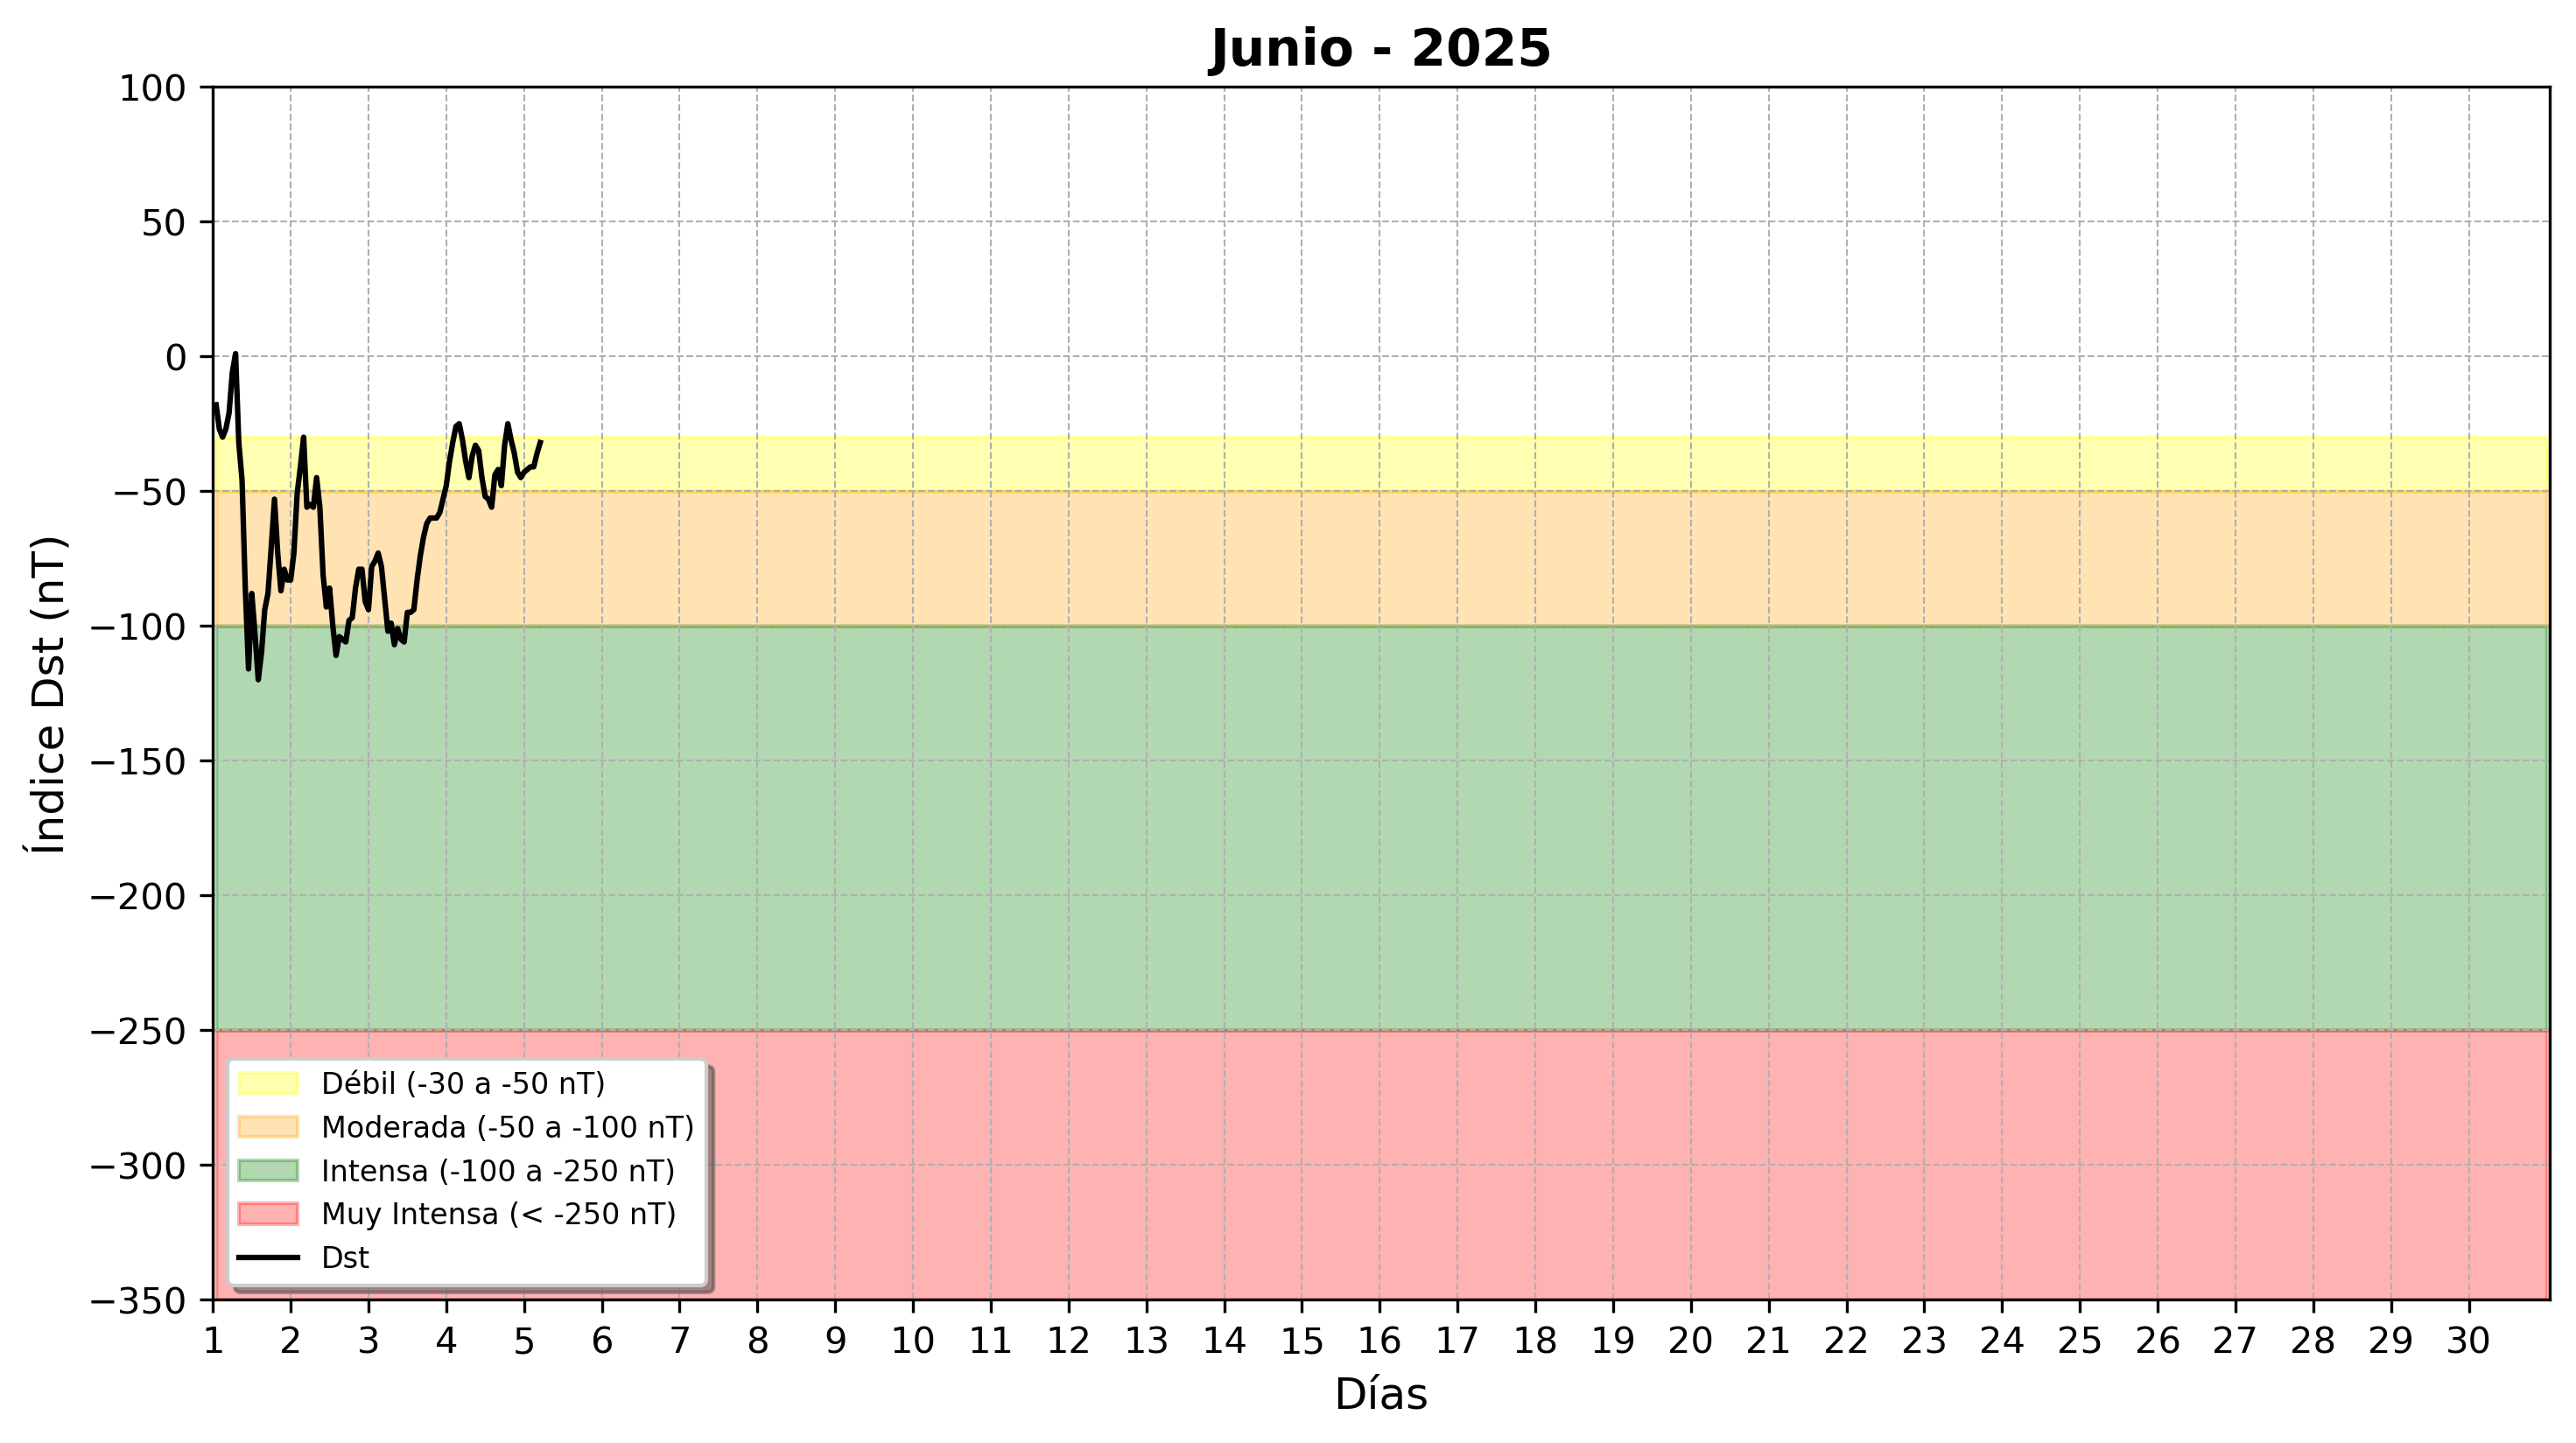 Junio - 2025
Índice Dst (nT)
100
50
0
−50
−100
−150
−200
−250
−300
−350
Débil (-30 a -50 nT)
Moderada (-50 a -100 nT)
Intensa (-100 a -250 nT)
Muy Intensa (< -250 nT)
Dst
1 2 3 4 5 6 7 8 9 10 11 12 13 14 15 16 17 18 19 20 21 22 23 24 25 26 27 28 29 30
Días